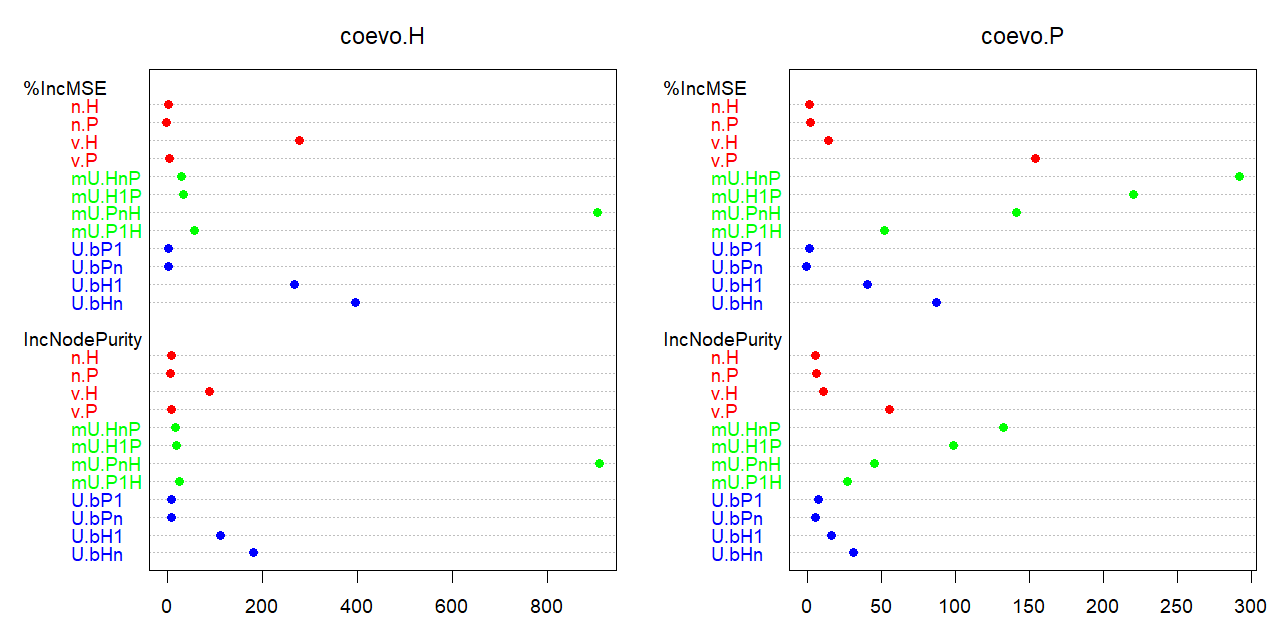 coevo.H
%IncMSE
n.H
n.P
v.H
v.P
mU.HnP
mU.H1P
mU.PnH
mU.P1H
U.bP1
U.bPn
U.bH1
U.bHn
IncNodePurity
n.H
n.P
v.H
v.P
mU.HnP
mU.H1P
mU.PnH
mU.P1H
U.bP1
U.bPn
U.bH1
U.bHn
0 200 400 600 800
coevo.P
%IncMSE
n.H
n.P
v.H
v.P
mU.HnP
mU.H1P
mU.PnH
mU.P1H
U.bP1
U.bPn
U.bH1
U.bHn
IncNodePurity
n.H
n.P
v.H
v.P
mU.HnP
mU.H1P
mU.PnH
mU.P1H
U.bP1
U.bPn
U.bH1
U.bHn
0 50 100 150 200 250 300